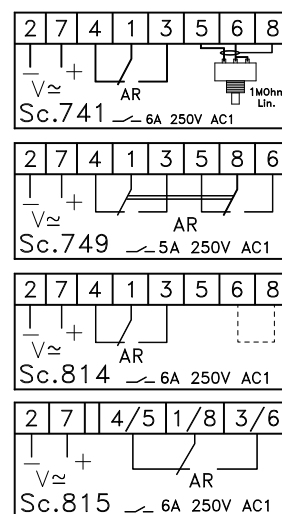 2 7 4 1 3 5 6 8
− V≃ +
AR
1MOhm
Lin.
Sc.741 6A 250V AC1
2 7 4 1 3 5 8 6
− V≃ +
AR
Sc.749 5A 250V AC1
2 7 4 1 3 5 6 8
− V≃ +
AR
Sc.814 6A 250V AC1
2 7 4/5 1/8 3/6
− V≃ +
AR
Sc.815 6A 250V AC1